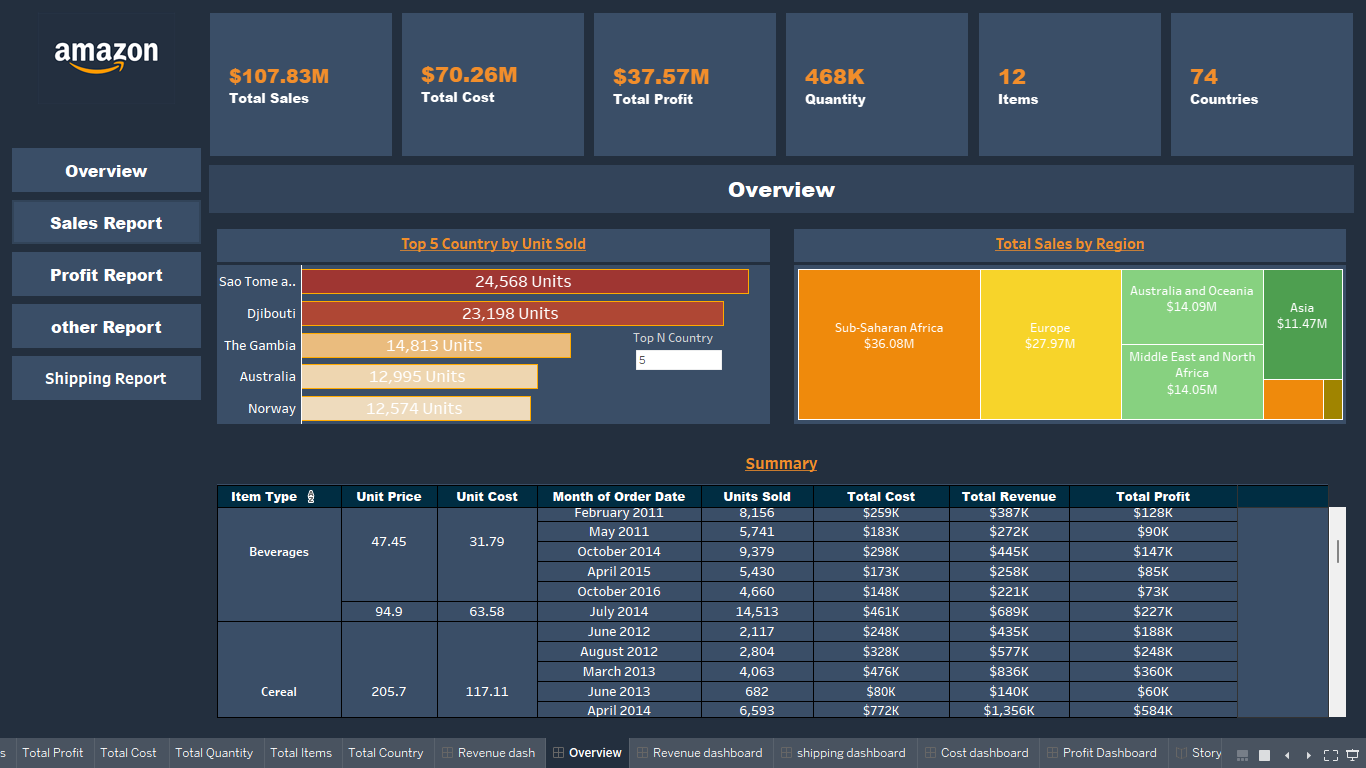 amazon
$107.83M
Total Sales
$70.26M
Total Cost
$37.57M
Total Profit
468K
Quantity
12
Items
74
Countries
Overview
Sales Report
Profit Report
other Report
Shipping Report
Overview
Top 5 Country by Unit Sold
Sao Tome a..
24,568 Units
Djibouti
23,198 Units
The Gambia
14,813 Units
Australia
12,995 Units
Norway
12,574 Units
Top N Country
5
Total Sales by Region
Sub-Saharan Africa
$36.08M
Europe
$27.97M
Australia and Oceania
$14.09M
Middle East and North
Africa
$14.05M
Asia
$11.47M
Summary
Item Type Unit Price Unit Cost Month of Order Date Units Sold Total Cost Total Revenue Total Profit
Beverages 47.45 31.79 February 2011 8,156 $259K $387K $128K
May 2011 5,741 $183K $272K $90K
October 2014 9,379 $298K $445K $147K
April 2015 5,430 $173K $258K $85K
October 2016 4,660 $148K $221K $73K
94.9 63.58 July 2014 14,513 $461K $689K $227K
Cereal 205.7 117.11 June 2012 2,117 $248K $435K $188K
August 2012 2,804 $328K $577K $248K
March 2013 4,063 $476K $836K $360K
June 2013 682 $80K $140K $60K
April 2014 6,593 $772K $1,356K $584K
s Total Profit Total Cost Total Quantity Total Items Total Country Revenue dash Overview Revenue dashboard shipping dashboard Cost dashboard Profit Dashboard Story